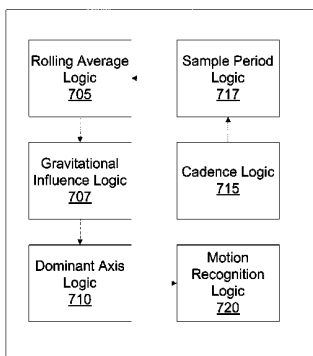 Rolling Average
Logic
705
Sample Period
Logic
717
Gravitational
Influence Logic
707
Cadence Logic
715
Dominant Axis
Logic
710
Motion
Recognition
Logic
720